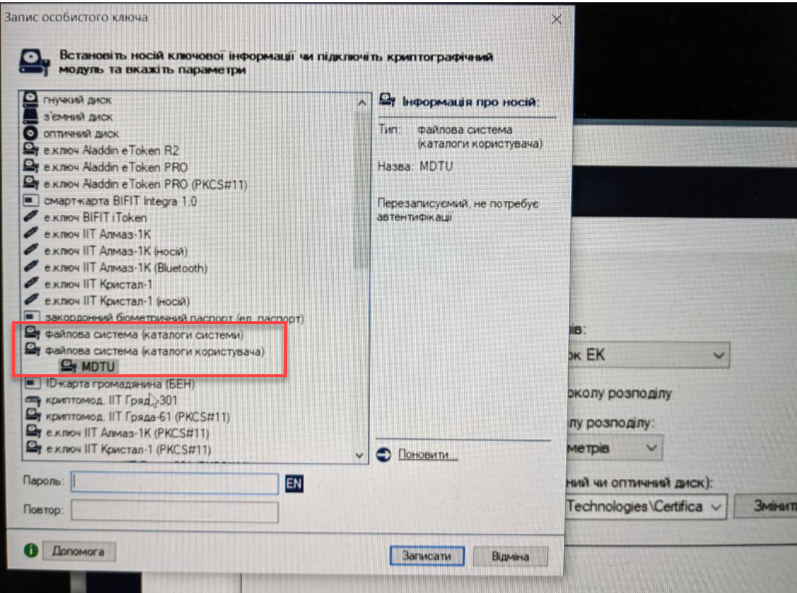 Запис особистого ключа
Встановіть носій ключової інформації чи підключіть криптографічний
модуль та вкажіть параметри
гнучкий диск
з'ємний диск
оптичний диск
е.ключ Aladdin eToken R2
е.ключ Aladdin eToken PRO
е.ключ Aladdin eToken PRO (PKCS#11)
смарт-карта BIFIT Integra 1.0
е.ключ BIFIT iToken
е.ключ ІІТ Алмаз-1К
е.ключ ІІТ Алмаз-1К (носій)
е.ключ ІІТ Алмаз-1К (Bluetooth)
е.ключ ІІТ Кристал-1
е.ключ ІІТ Кристал-1 (носій)
закордонний біометричний паспорт (ел. паспорт)
файлова система (каталоги системи)
файлова система (каталоги користувача)
MDTU
ID-карта громадянина (БЕН)
криптомод. ІІТ Гряда-301
криптомод. ІІТ Гряда-61 (PKCS#11)
е.ключ ІІТ Алмаз-1К (PKCS#11)
е.ключ ІІТ Кристал-1 (PKCS#11)
Інформація про носій:
Тип: файлова система
(каталоги користувача)
Назва: MDTU
Перезаписуємий, не потребує
автентифікації
Поновити...
Пароль:
EN
Повтор:
Допомога
Записати
Відміна
ів:
ок ЕК
околу розподілу
лу розподілу:
метрів
ний чи оптичний диск):
Technologies\Certifica
Змінит